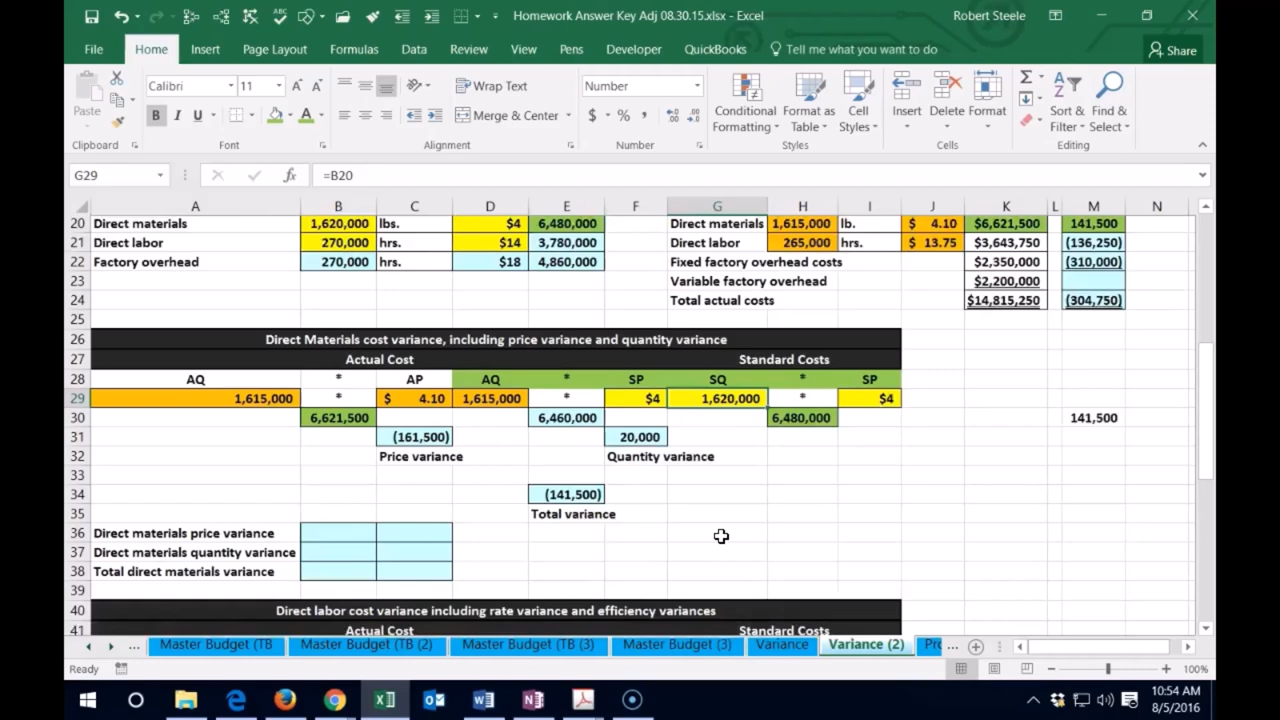 Homework Answer Key Adj 08.30.15.xlsx - Excel
Robert Steele
File Home Insert Page Layout Formulas Data Review View Pens Developer QuickBooks Tell me what you want to do Share
Paste
Calibri 11
Wrap Text
Merge & Center
Number
$ % ,
Conditional Formatting
Format as Table
Cell Styles
Insert Delete Format
Sort & Filter
Find & Select
Clipboard Font Alignment Number Styles Cells Editing
G29 fx =B20
A B C D E F G H I J K L M N
20 Direct materials 1,620,000 lbs. $4 6,480,000 Direct materials 1,615,000 lb. $ 4.10 $6,621,500 141,500
21 Direct labor 270,000 hrs. $14 3,780,000 Direct labor 265,000 hrs. $ 13.75 $3,643,750 (136,250)
22 Factory overhead 270,000 hrs. $18 4,860,000 Fixed factory overhead costs $2,350,000 (310,000)
23 Variable factory overhead $2,200,000
24 Total actual costs $14,815,250 (304,750)
25
26 Direct Materials cost variance, including price variance and quantity variance
27 Actual Cost Standard Costs
28 AQ * AP AQ * SP SQ * SP
29 1,615,000 * $ 4.10 1,615,000 * $4 1,620,000 * $4
30 6,621,500 6,460,000 6,480,000 141,500
31 (161,500) 20,000
32 Price variance Quantity variance
33
34 (141,500)
35 Total variance
36 Direct materials price variance
37 Direct materials quantity variance
38 Total direct materials variance
39
40 Direct labor cost variance including rate variance and efficiency variances
41 Actual Cost Standard Costs
... Master Budget (TB Master Budget (TB (2) Master Budget (TB (3) Master Budget (3) Variance Variance (2) Pr ...
Ready 100%
10:54 AM
8/5/2016